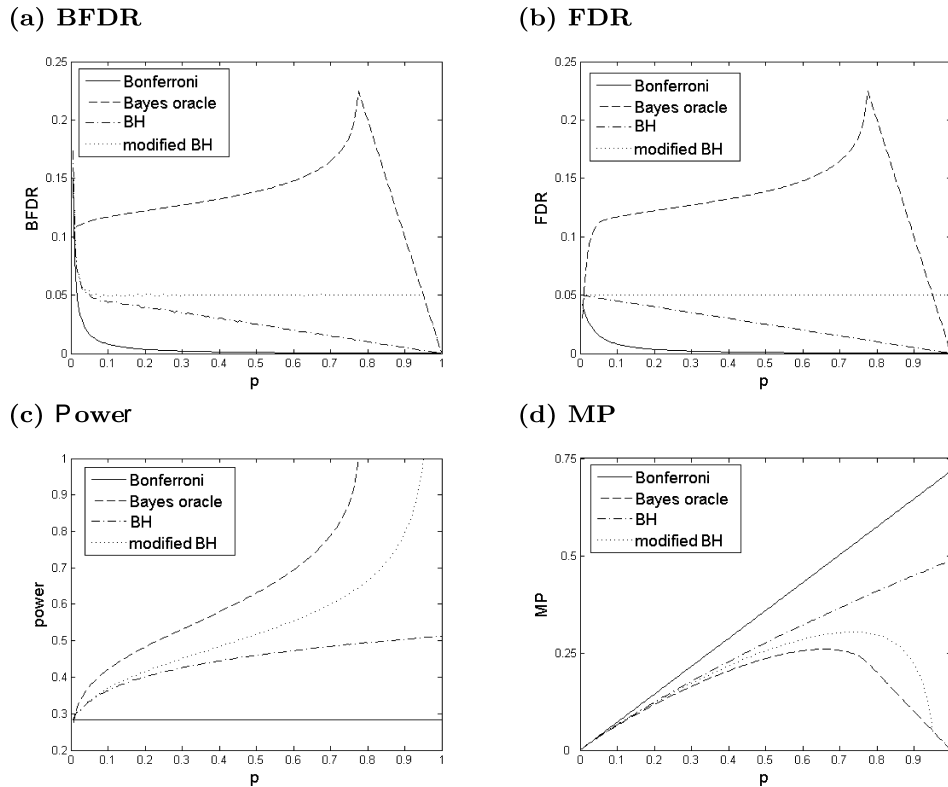 (a) BFDR
0.25
0.2
0.15
0.1
0.05
0
BFDR
Bonferroni
Bayes oracle
BH
modified BH
0 0.1 0.2 0.3 0.4 0.5 0.6 0.7 0.8 0.9 1
p
(b) FDR
0.25
0.2
0.15
0.1
0.05
0
FDR
Bonferroni
Bayes oracle
BH
modified BH
0 0.1 0.2 0.3 0.4 0.5 0.6 0.7 0.8 0.9
p
(c) Power
1
0.9
0.8
0.7
0.6
0.5
0.4
0.3
0.2
power
Bonferroni
Bayes oracle
BH
modified BH
0.1 0.2 0.3 0.4 0.5 0.6 0.7 0.8 0.9 1
p
(d) MP
0.75
0.5
0.25
0
MP
Bonferroni
Bayes oracle
BH
modified BH
0.1 0.2 0.3 0.4 0.5 0.6 0.7 0.8 0.9
p